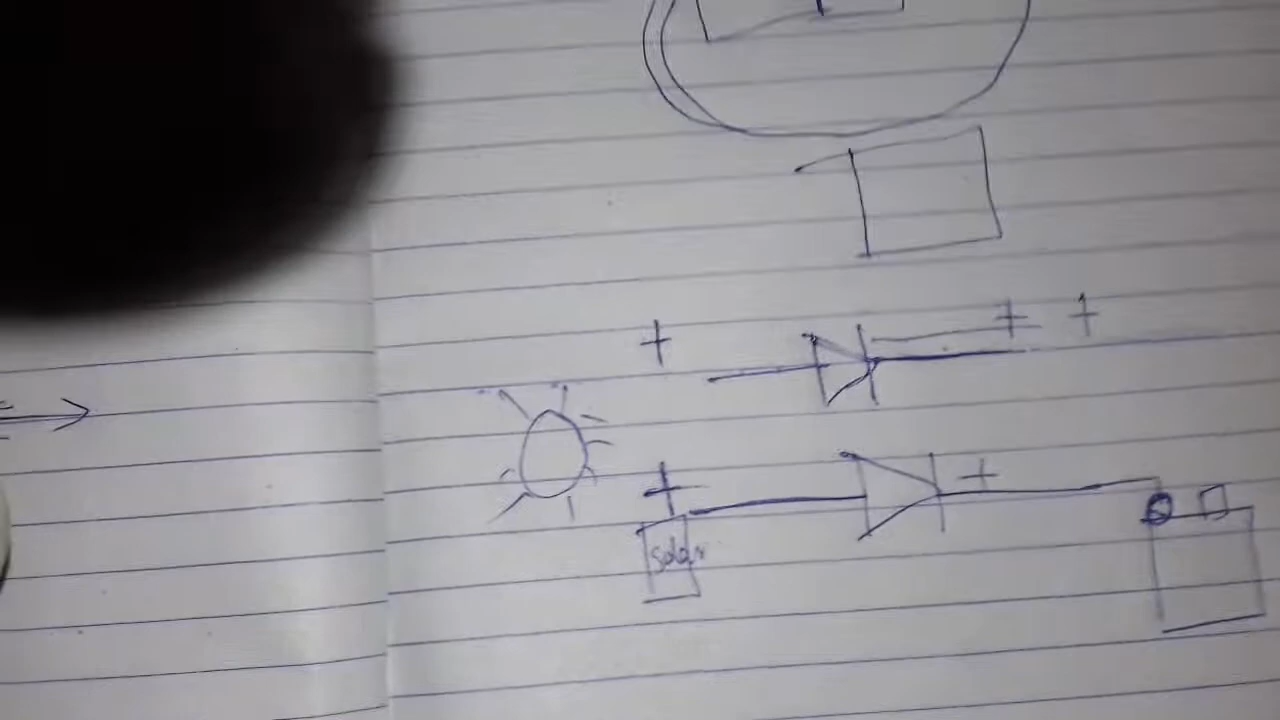 + + +
+ +
solar